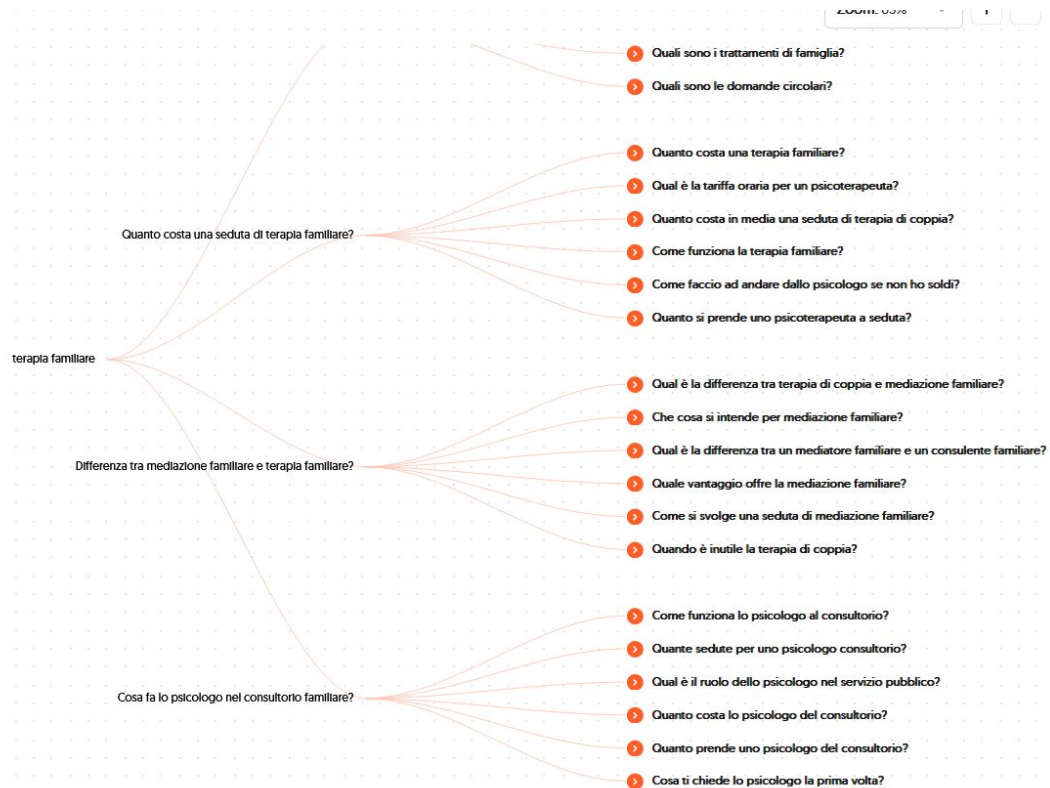 Quali sono i trattamenti di famiglia?
Quali sono le domande circolari?
Quanto costa una seduta di terapia familiare?
Quanto costa una terapia familiare?
Qual è la tariffa oraria per un psicoterapeuta?
Quanto costa in media una seduta di terapia di coppia?
Come funziona la terapia familiare?
Come faccio ad andare dallo psicologo se non ho soldi?
Quanto si prende uno psicoterapeuta a seduta?
terapia familiare
Differenza tra mediazione familiare e terapia familiare?
Qual è la differenza tra terapia di coppia e mediazione familiare?
Che cosa si intende per mediazione familiare?
Qual è la differenza tra un mediatore familiare e un consulente familiare?
Quale vantaggio offre la mediazione familiare?
Come si svolge una seduta di mediazione familiare?
Quando è inutile la terapia di coppia?
Cosa fa lo psicologo nel consultorio familiare?
Come funziona lo psicologo al consultorio?
Quante sedute per uno psicologo consultorio?
Qual è il ruolo dello psicologo nel servizio pubblico?
Quanto costa lo psicologo del consultorio?
Quanto prende uno psicologo del consultorio?
Cosa ti chiede lo psicologo la prima volta?